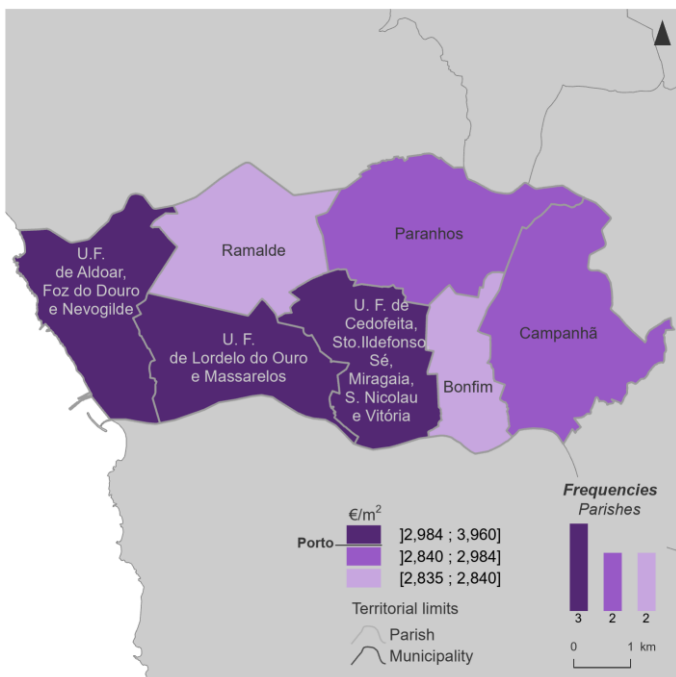 U.F.
de Aldoar,
Foz do Douro
e Nevogilde
Ramalde
Paranhos
U. F.
de Lordelo do Ouro
e Massarelos
U. F. de
Cedofeita,
Sto.Ildefonso,
Sé,
Miragaia,
S. Nicolau
e Vitória
Bonfim
Campanhã
€/m²
]2,984 ; 3,960]
Porto
]2,840 ; 2,984]
[2,835 ; 2,840]
Territorial limits
Parish
Municipality
Frequencies
Parishes
3 2 2
0 1 km